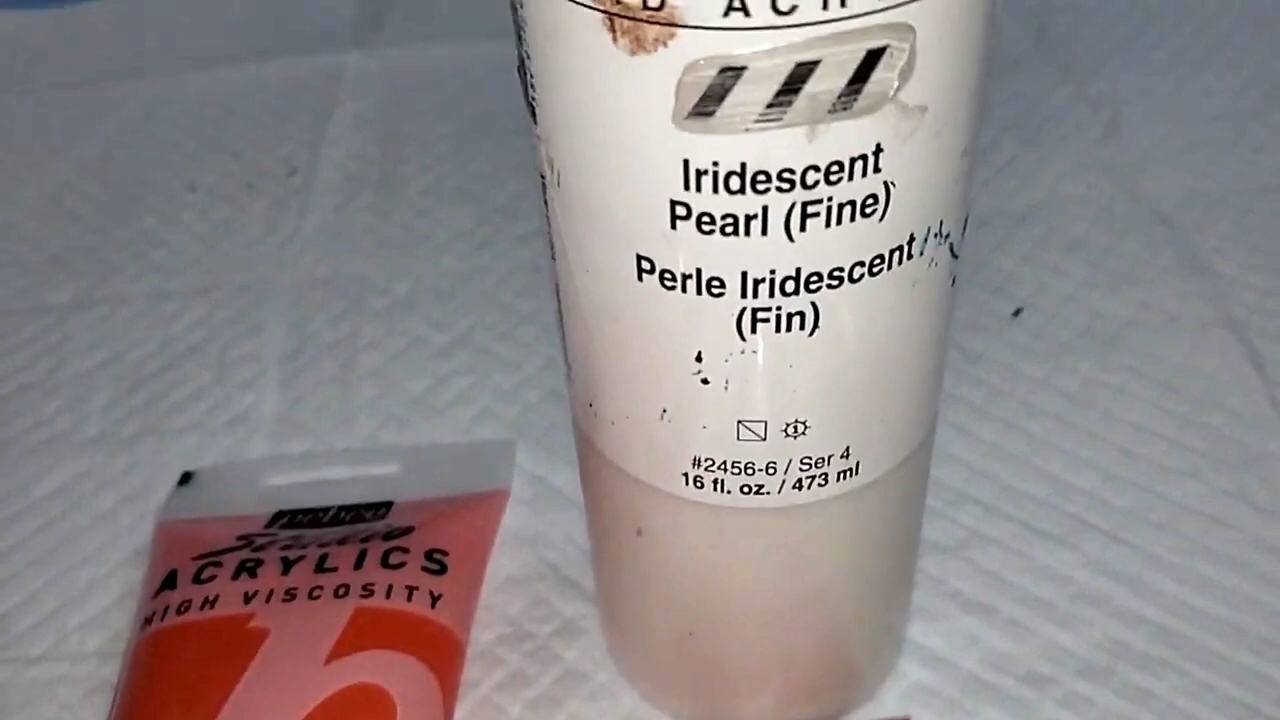 Iridescent
Pearl (Fine)
Perle Iridescent
(Fin)
#2456-6 / Ser 4
16 fl. oz. / 473 ml
pebeo
Studio
ACRYLICS
HIGH VISCOSITY